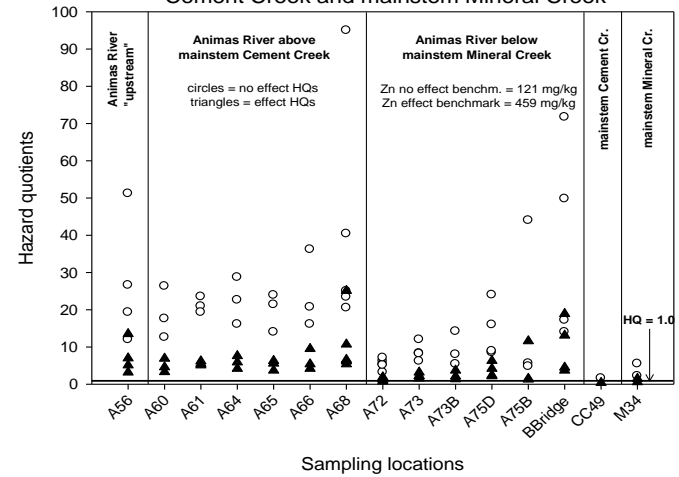 Cement Creek and mainstem Mineral Creek
100
90
80
70
60
50
40
30
20
10
0
Hazard quotients
Animas River
"upstream"
Animas River above
mainstem Cement Creek
circles = no effect HQs
triangles = effect HQs
Animas River below
mainstem Mineral Creek
Zn no effect benchm. = 121 mg/kg
Zn effect benchmark = 459 mg/kg
mainstem Cement Cr.
mainstem Mineral Cr.
HQ = 1.0
A56
A60
A61
A64
A65
A66
A68
A72
A73
A73B
A75D
A75B
BBridge
CC49
M34
Sampling locations